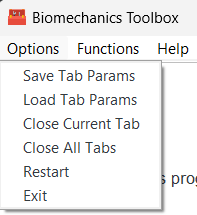 Biomechanics Toolbox
Options Functions Help
Save Tab Params
Load Tab Params
Close Current Tab
Close All Tabs
Restart
Exit